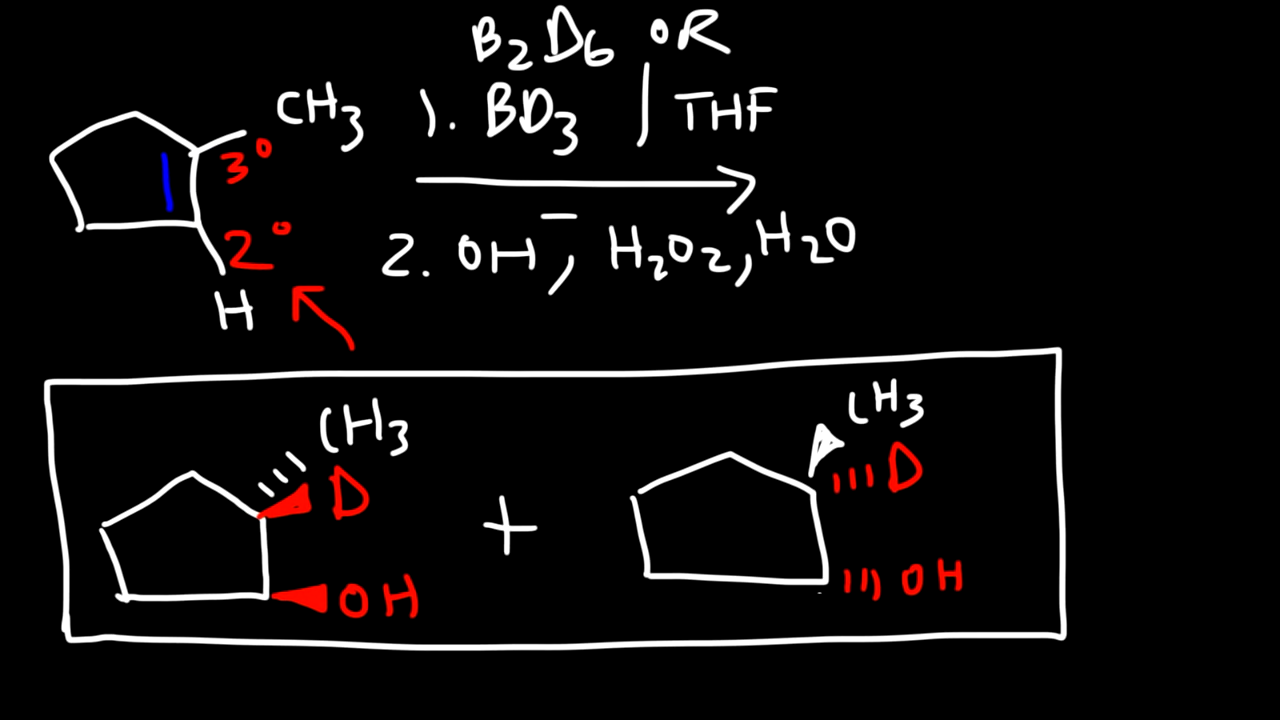 B₂D₆ OR
CH₃ 1. BD₃ | THF
3°
2° 2. OH⁻, H₂O₂, H₂O
H
CH₃ CH₃
D + D
OH OH